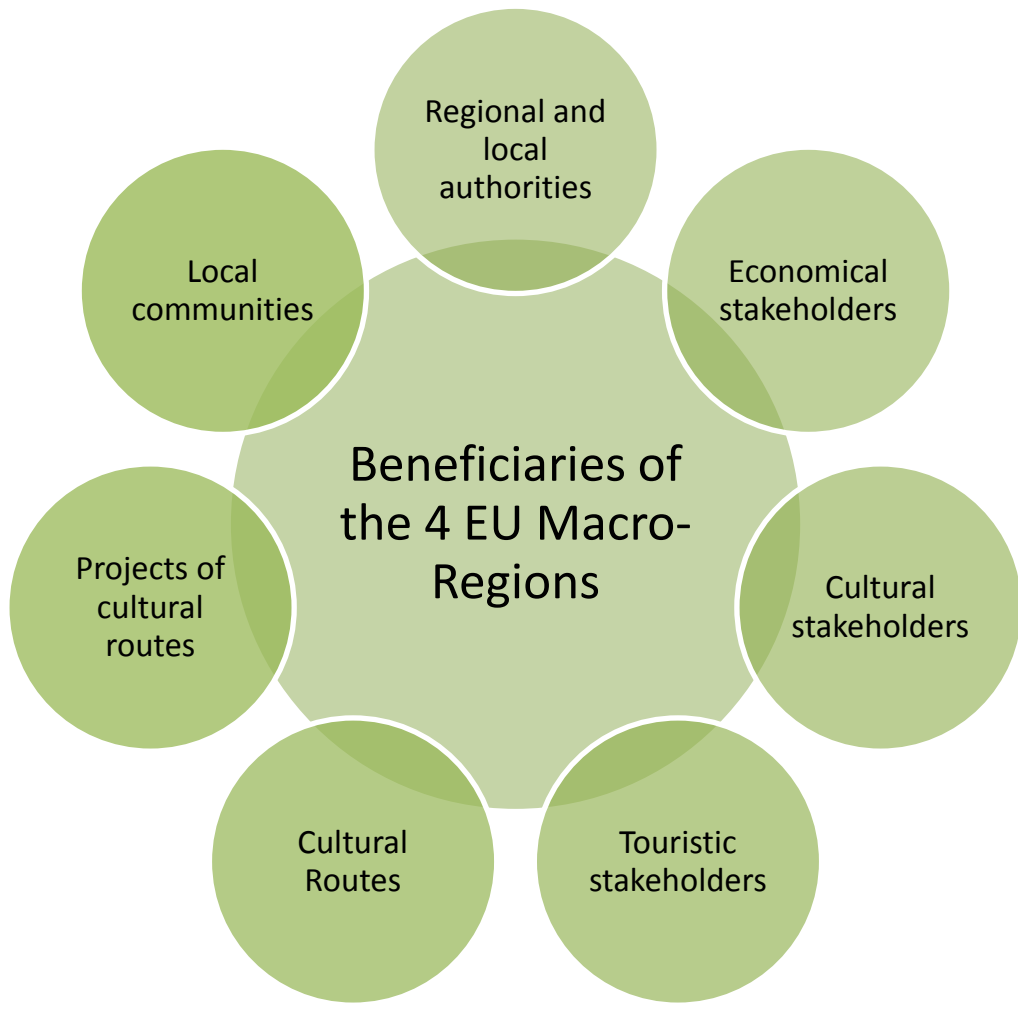 Regional and
local
authorities
Economical
stakeholders
Cultural
stakeholders
Touristic
stakeholders
Cultural
Routes
Projects of
cultural
routes
Local
communities
Beneficiaries of
the 4 EU Macro-
Regions